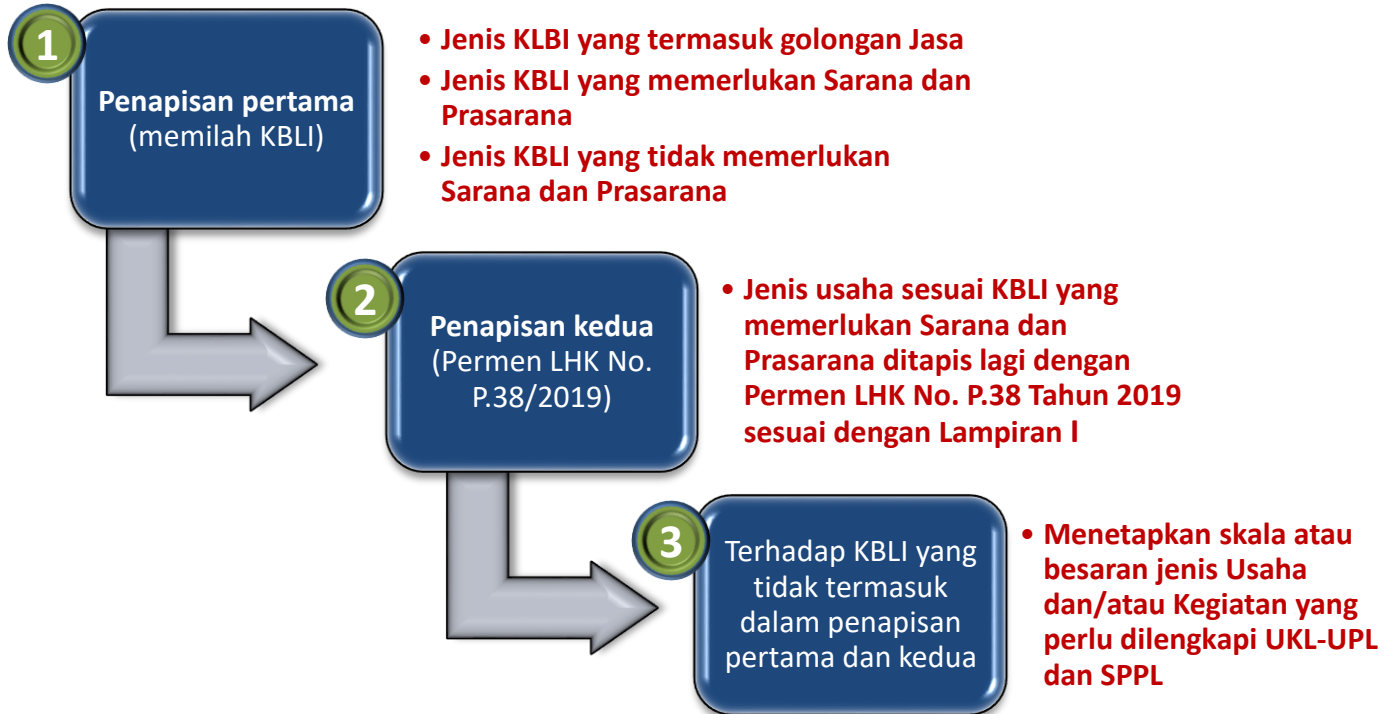 1
Penapisan pertama
(memilah KBLI)
• Jenis KLBI yang termasuk golongan Jasa
• Jenis KBLI yang memerlukan Sarana dan
Prasarana
• Jenis KBLI yang tidak memerlukan
Sarana dan Prasarana
2
Penapisan kedua
(Permen LHK No.
P.38/2019)
• Jenis usaha sesuai KBLI yang
memerlukan Sarana dan
Prasarana ditapis lagi dengan
Permen LHK No. P.38 Tahun 2019
sesuai dengan Lampiran I
3
Terhadap KBLI yang
tidak termasuk
dalam penapisan
pertama dan kedua
• Menetapkan skala atau
besaran jenis Usaha
dan/atau Kegiatan yang
perlu dilengkapi UKL-UPL
dan SPPL